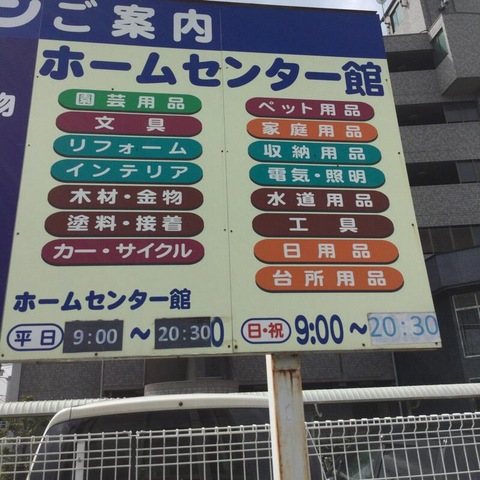 ンご案内
物
ホームセンター館
園芸用品
文具
リフォーム
インテリア
木材・金物
塗料・接着
カー・サイクル
ペット用品
家庭用品
収納用品
電気・照明
水道用品
工具
日用品
台所用品
ホームセンター館
平日 9:00 〜 20:30
日・祝 9:00 〜 20:30